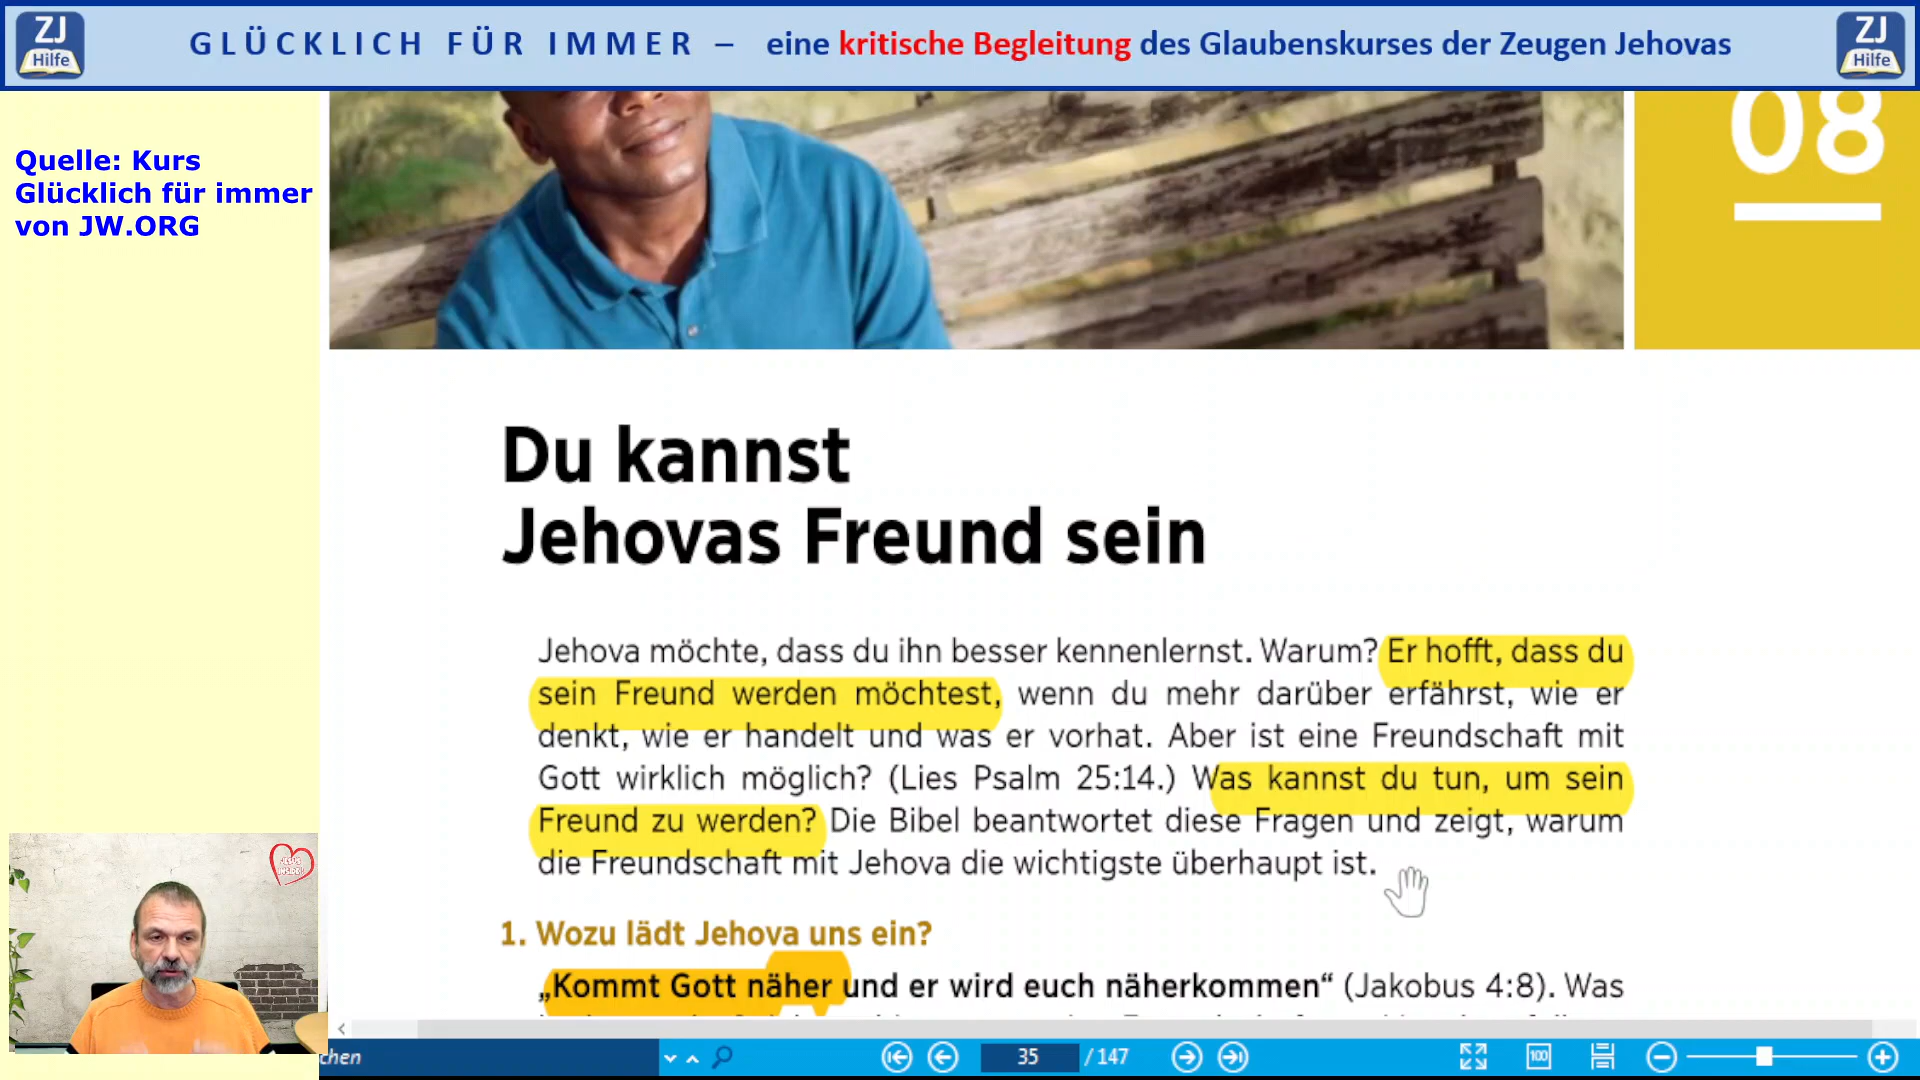 ZJ
Hilfe
GLÜCKLICH FÜR IMMER – eine kritische Begleitung des Glaubenskurses der Zeugen Jehovas
ZJ
Hilfe
Quelle: Kurs
Glücklich für immer
von JW.ORG
08
Du kannst
Jehovas Freund sein
Jehova möchte, dass du ihn besser kennenlernst. Warum? Er hofft, dass du
sein Freund werden möchtest, wenn du mehr darüber erfährst, wie er
denkt, wie er handelt und was er vorhat. Aber ist eine Freundschaft mit
Gott wirklich möglich? (Lies Psalm 25:14.) Was kannst du tun, um sein
Freund zu werden? Die Bibel beantwortet diese Fragen und zeigt, warum
die Freundschaft mit Jehova die wichtigste überhaupt ist.
1. Wozu lädt Jehova uns ein?
„Kommt Gott näher und er wird euch näherkommen“ (Jakobus 4:8). Was
chen
35 / 147
100